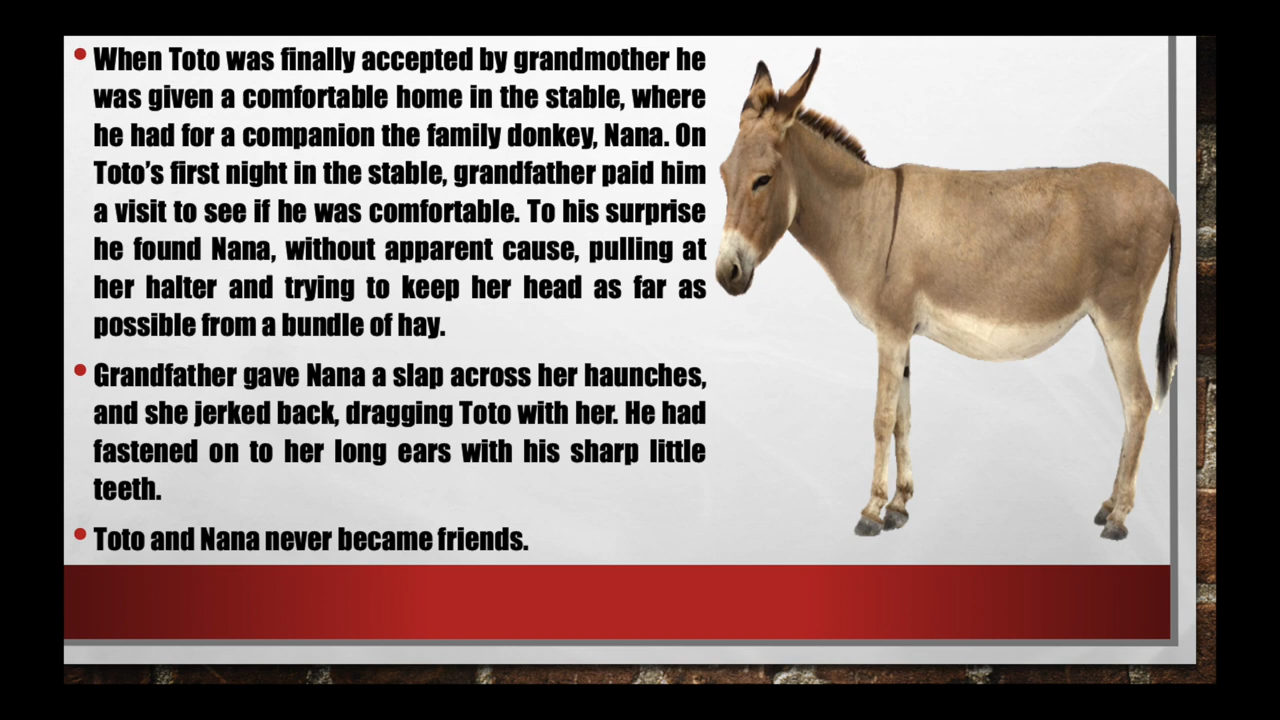 • When Toto was finally accepted by grandmother he
was given a comfortable home in the stable, where
he had for a companion the family donkey, Nana. On
Toto’s first night in the stable, grandfather paid him
a visit to see if he was comfortable. To his surprise
he found Nana, without apparent cause, pulling at
her halter and trying to keep her head as far as
possible from a bundle of hay.
• Grandfather gave Nana a slap across her haunches,
and she jerked back, dragging Toto with her. He had
fastened on to her long ears with his sharp little
teeth.
• Toto and Nana never became friends.